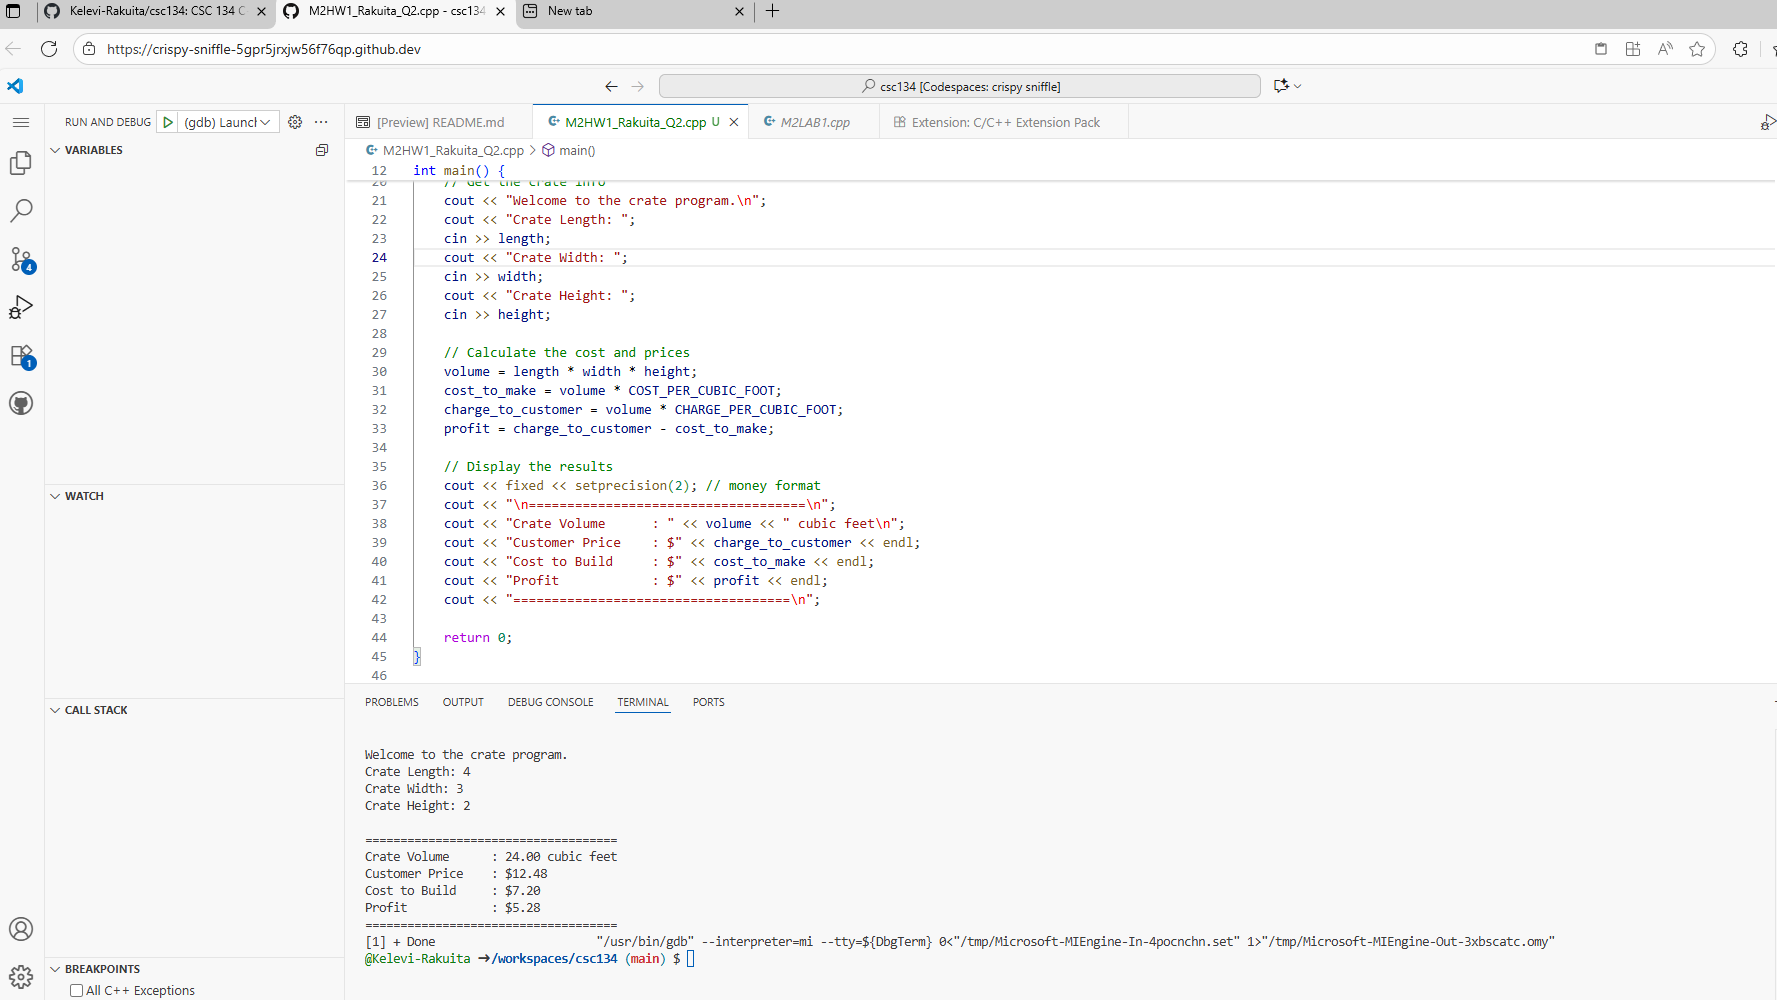 Kelevi-Rakuita/csc134: CSC 134 C
M2HW1_Rakuita_Q2.cpp - csc134
New tab
https://crispy-sniffle-5gpr5jrxjw56f76qp.github.dev
csc134 [Codespaces: crispy sniffle]
RUN AND DEBUG
(gdb) Launch
[Preview] README.md
M2HW1_Rakuita_Q2.cpp U
M2LAB1.cpp
Extension: C/C++ Extension Pack
VARIABLES
M2HW1_Rakuita_Q2.cpp > main()
12 int main() {
20 // Get the crate info
21 cout << "Welcome to the crate program.\n";
22 cout << "Crate Length: ";
23 cin >> length;
24 cout << "Crate Width: ";
25 cin >> width;
26 cout << "Crate Height: ";
27 cin >> height;
28
29 // Calculate the cost and prices
30 volume = length * width * height;
31 cost_to_make = volume * COST_PER_CUBIC_FOOT;
32 charge_to_customer = volume * CHARGE_PER_CUBIC_FOOT;
33 profit = charge_to_customer - cost_to_make;
34
35 // Display the results
36 cout << fixed << setprecision(2); // money format
37 cout << "\n====================================\n";
38 cout << "Crate Volume      : " << volume << " cubic feet\n";
39 cout << "Customer Price    : $" << charge_to_customer << endl;
40 cout << "Cost to Build     : $" << cost_to_make << endl;
41 cout << "Profit            : $" << profit << endl;
42 cout << "====================================\n";
43
44 return 0;
45 }
46
4
1
WATCH
CALL STACK
BREAKPOINTS
All C++ Exceptions
PROBLEMS
OUTPUT
DEBUG CONSOLE
TERMINAL
PORTS
Welcome to the crate program.
Crate Length: 4
Crate Width: 3
Crate Height: 2
====================================
Crate Volume      : 24.00 cubic feet
Customer Price    : $12.48
Cost to Build     : $7.20
Profit            : $5.28
====================================
[1] + Done                       "/usr/bin/gdb" --interpreter=mi --tty=${DbgTerm} 0<"/tmp/Microsoft-MIEngine-In-4pocnchn.set" 1>"/tmp/Microsoft-MIEngine-Out-3xbscatc.omy"
@Kelevi-Rakuita ➜/workspaces/csc134 (main) $